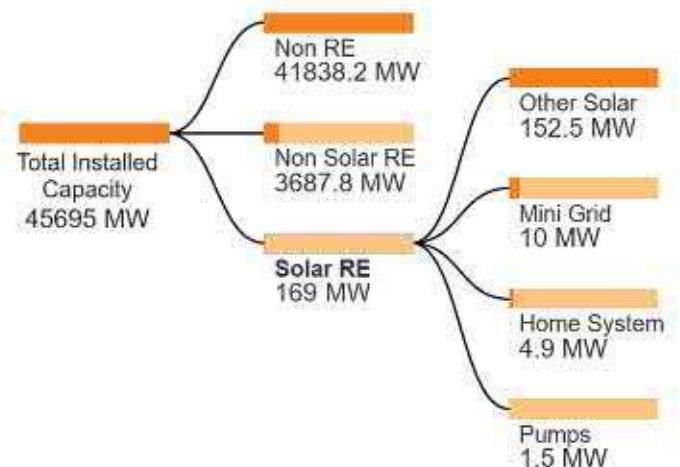 Non RE
41838.2 MW
Other Solar
152.5 MW
Total Installed
Capacity
45695 MW
Non Solar RE
3687.8 MW
Mini Grid
10 MW
Solar RE
169 MW
Home System
4.9 MW
Pumps
1.5 MW